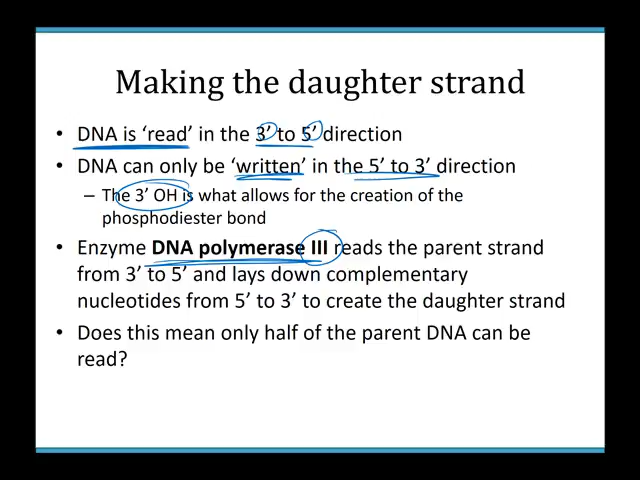 Making the daughter strand
• DNA is ‘read’ in the 3’ to 5’ direction
• DNA can only be ‘written’ in the 5’ to 3’ direction
– The 3’ OH is what allows for the creation of the
phosphodiester bond
• Enzyme DNA polymerase III reads the parent strand
from 3’ to 5’ and lays down complementary
nucleotides from 5’ to 3’ to create the daughter strand
• Does this mean only half of the parent DNA can be
read?